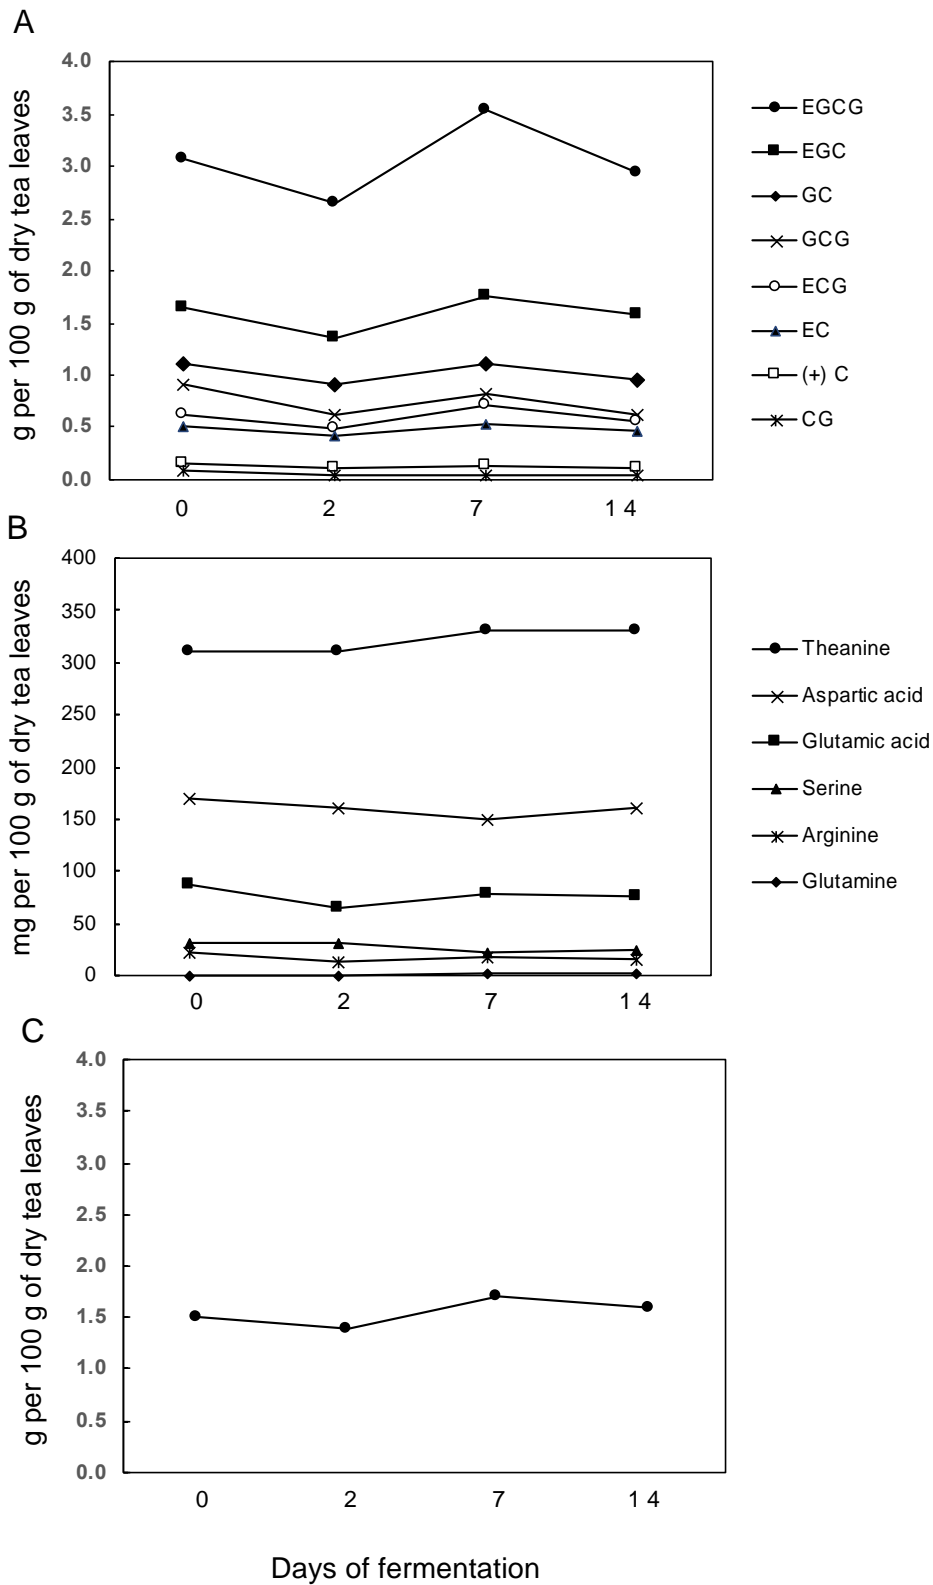 A
g per 100 g of dry tea leaves
4.0
3.5
3.0
2.5
2.0
1.5
1.0
0.5
0.0
0 2 7 1 4
EGCG
EGC
GC
GCG
ECG
EC
(+) C
CG
B
mg per 100 g of dry tea leaves
400
350
300
250
200
150
100
50
0
0 2 7 1 4
Theanine
Aspartic acid
Glutamic acid
Serine
Arginine
Glutamine
C
g per 100 g of dry tea leaves
4.0
3.5
3.0
2.5
2.0
1.5
1.0
0.5
0.0
0 2 7 1 4
Days of fermentation